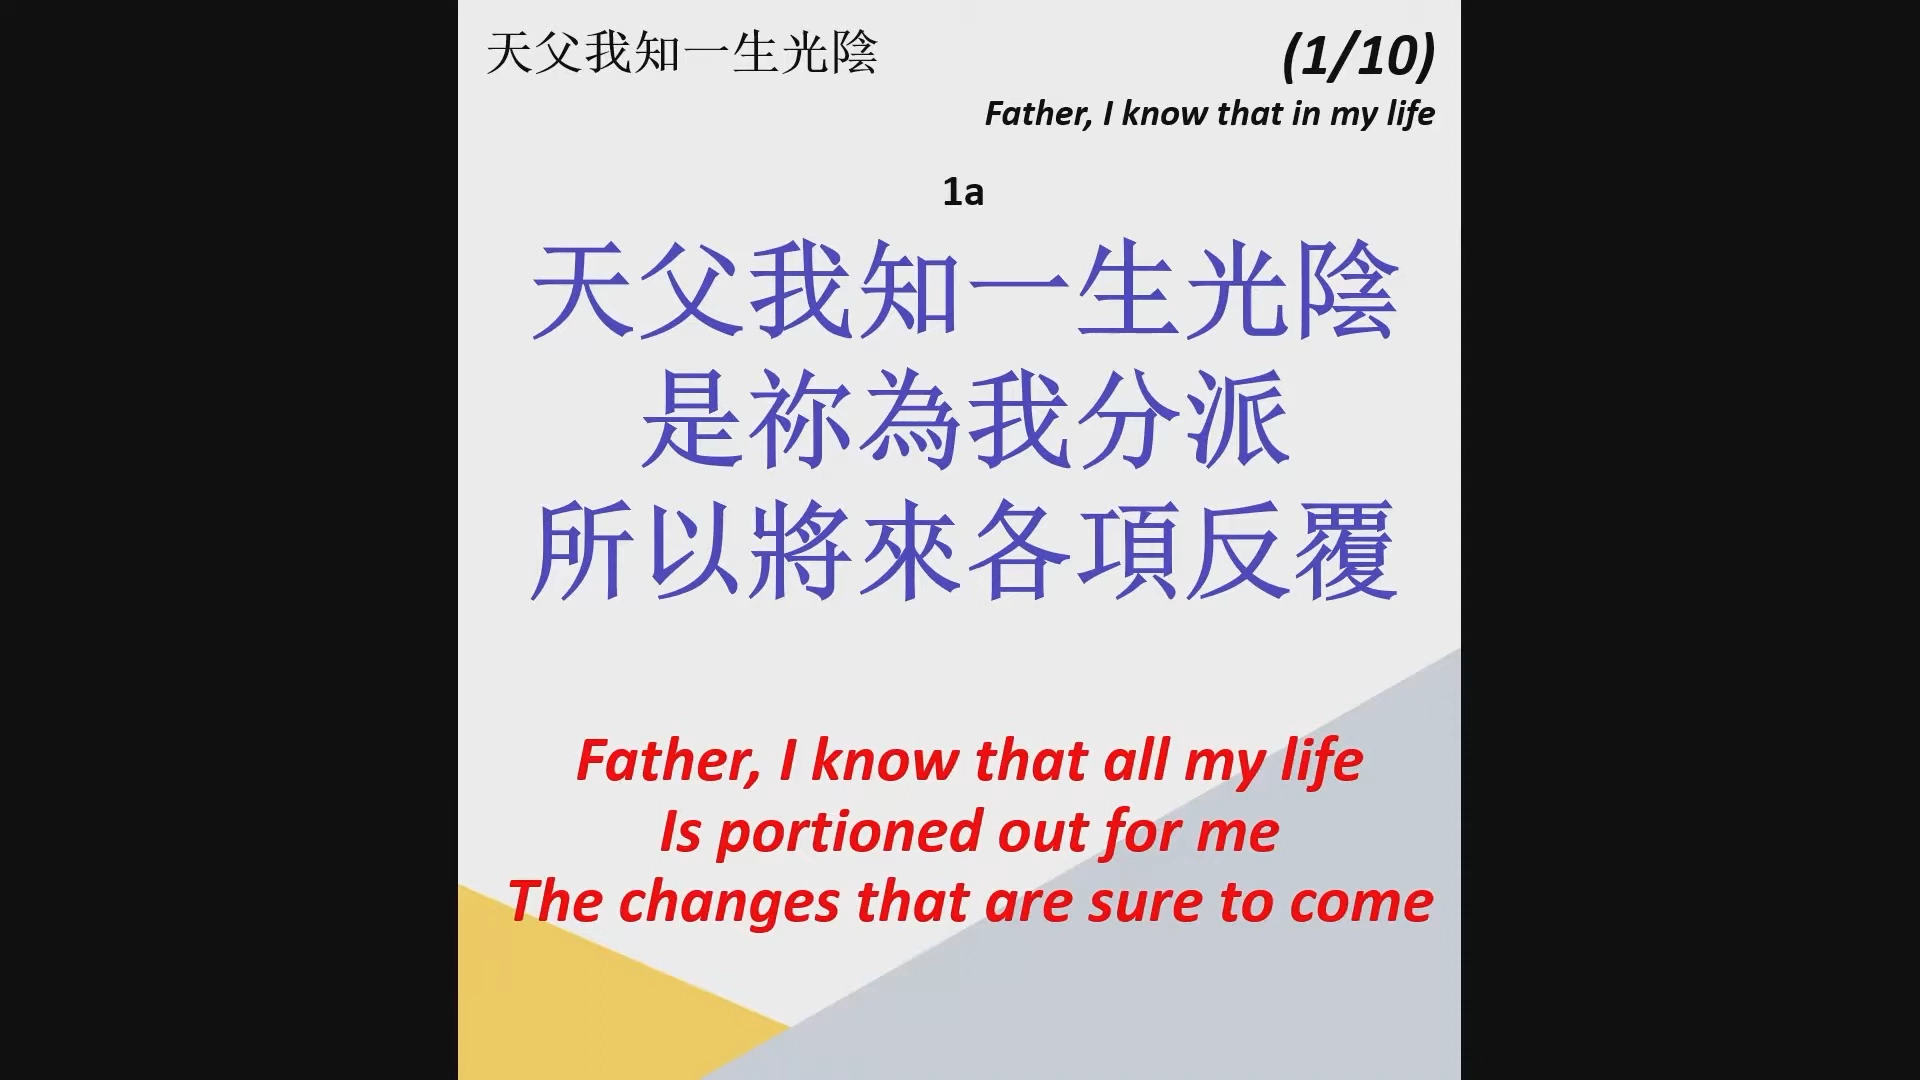 天父我知一生光陰
(1/10)
Father, I know that in my life
1a
天父我知一生光陰
是祢為我分派
所以將來各項反覆
Father, I know that all my life
Is portioned out for me
The changes that are sure to come